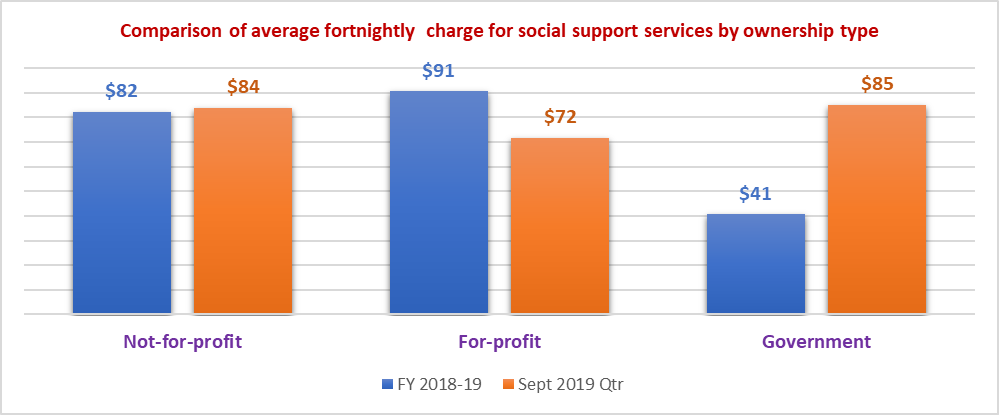 Comparison of average fortnightly charge for social support services by ownership type
$82
$84
$91
$72
$41
$85
Not-for-profit
For-profit
Government
FY 2018-19
Sept 2019 Qtr